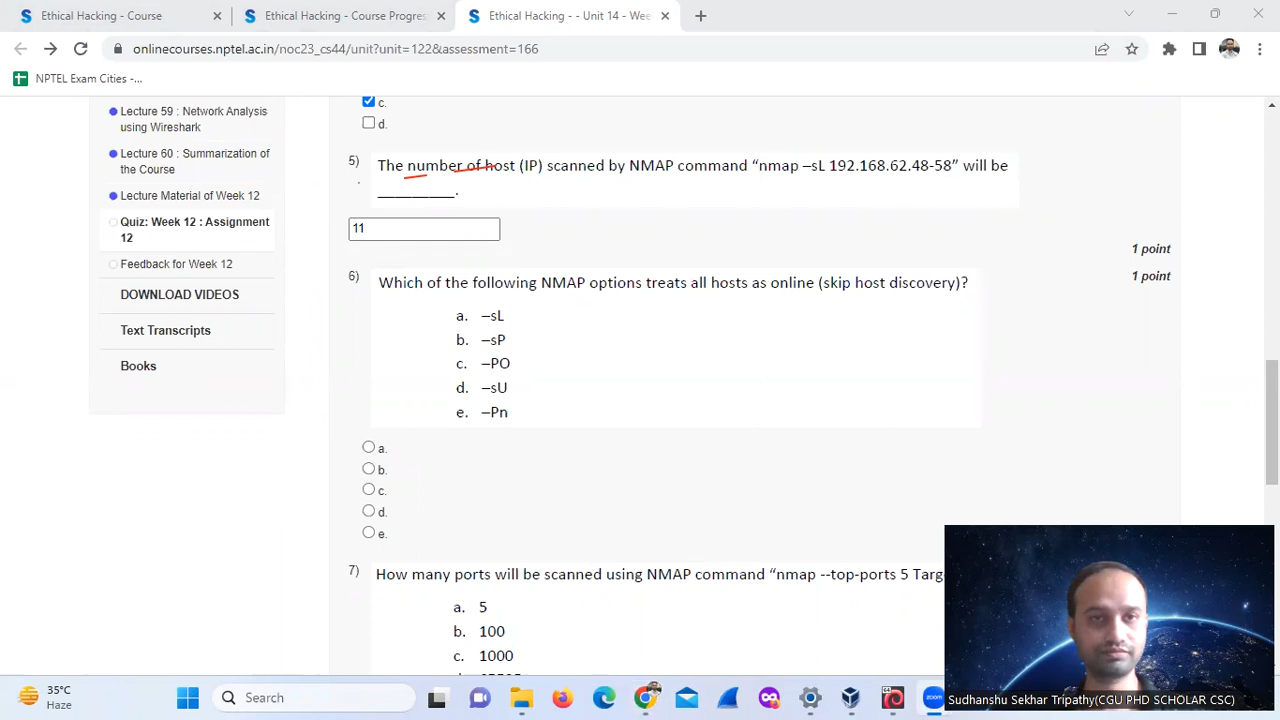 Ethical Hacking - Course
Ethical Hacking - Course Progres
Ethical Hacking - - Unit 14 - Wee
onlinecourses.nptel.ac.in/noc23_cs44/unit?unit=122&assessment=166
NPTEL Exam Cities -...
Lecture 59 : Network Analysis
using Wireshark
Lecture 60 : Summarization of
the Course
Lecture Material of Week 12
Quiz: Week 12 : Assignment
12
Feedback for Week 12
DOWNLOAD VIDEOS
Text Transcripts
Books
c.
d.
5) The number of host (IP) scanned by NMAP command “nmap –sL 192.168.62.48-58” will be
__________.
11
1 point
6) Which of the following NMAP options treats all hosts as online (skip host discovery)?
1 point
a. –sL
b. –sP
c. –PO
d. –sU
e. –Pn
a.
b.
c.
d.
e.
7) How many ports will be scanned using NMAP command “nmap --top-ports 5 Targ
a. 5
b. 100
c. 1000
Sudhanshu Sekhar Tripathy(CGU PHD SCHOLAR CSC)
35°C
Haze
Search
zoom